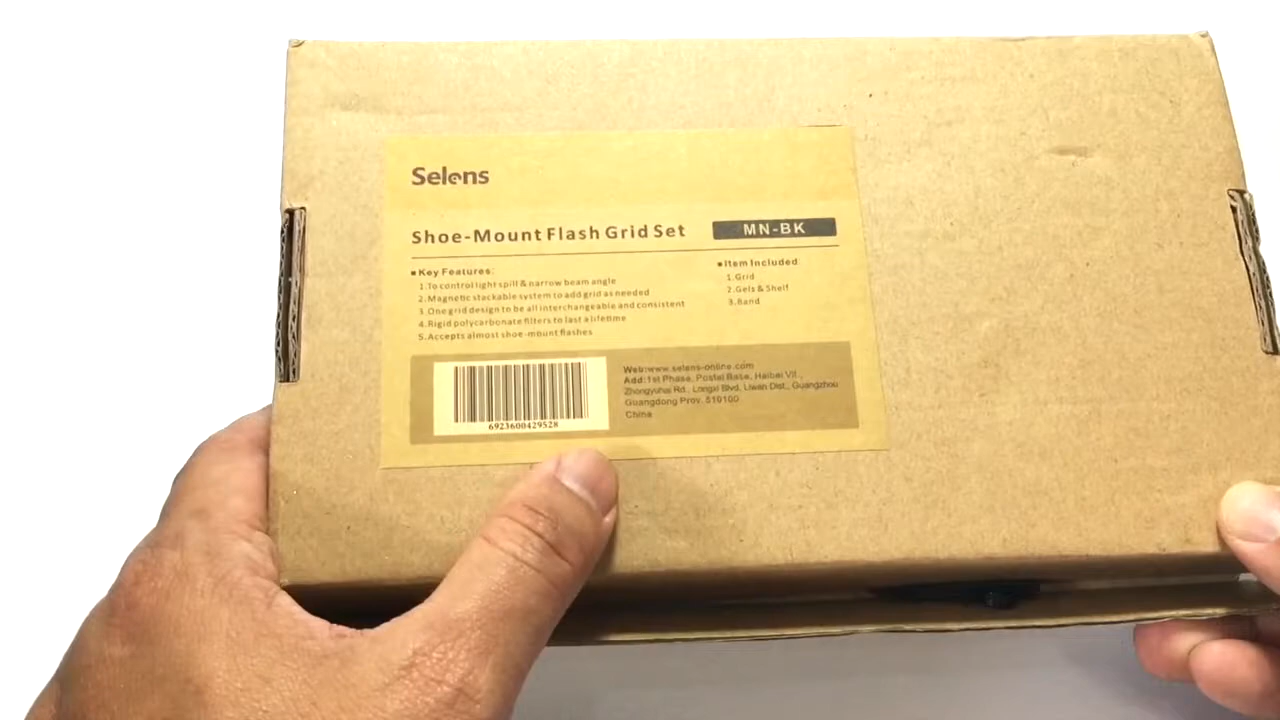 Selens
Shoe-Mount Flash Grid Set
MN-BK
Key Features:
1.To control light spill & narrow beam angle
2.Magnetic stackable system to add grid as needed
3.One grid design to be all interchangeable and consistent
4.Rigid polycarbonate filters to last a lifetime
5.Accepts almost shoe-mount flashes
Item Included:
1.Grid
2.Gels & Shelf
3.Band
6923600429528
Web:www.selens-online.com
Add:1st Phase, Postal Base, Haibei Vil.,
Zhongyuhai Rd., Longxi Blvd, Liwan Dist., Guangzhou
Guangdong Prov. 510100
China